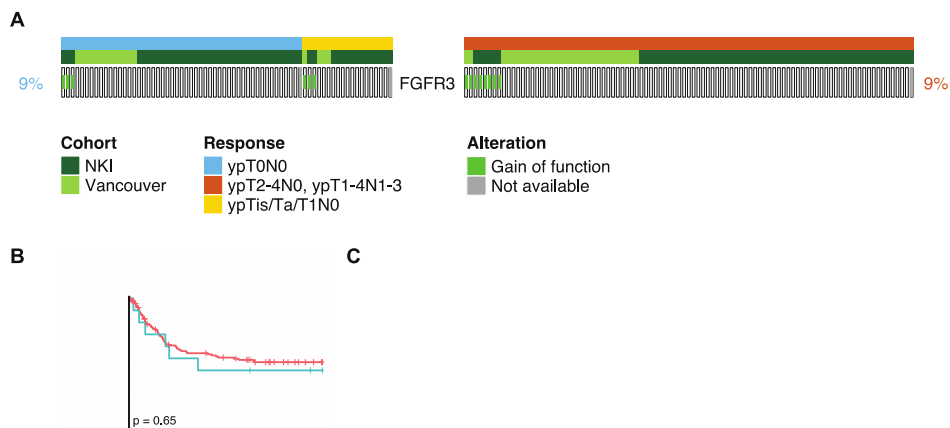 A
9%
FGFR3
9%
Cohort
NKI
Vancouver
Response
ypT0N0
ypT2-4N0, ypT1-4N1-3
ypTis/Ta/T1N0
Alteration
Gain of function
Not available
B
C
p = 0.65